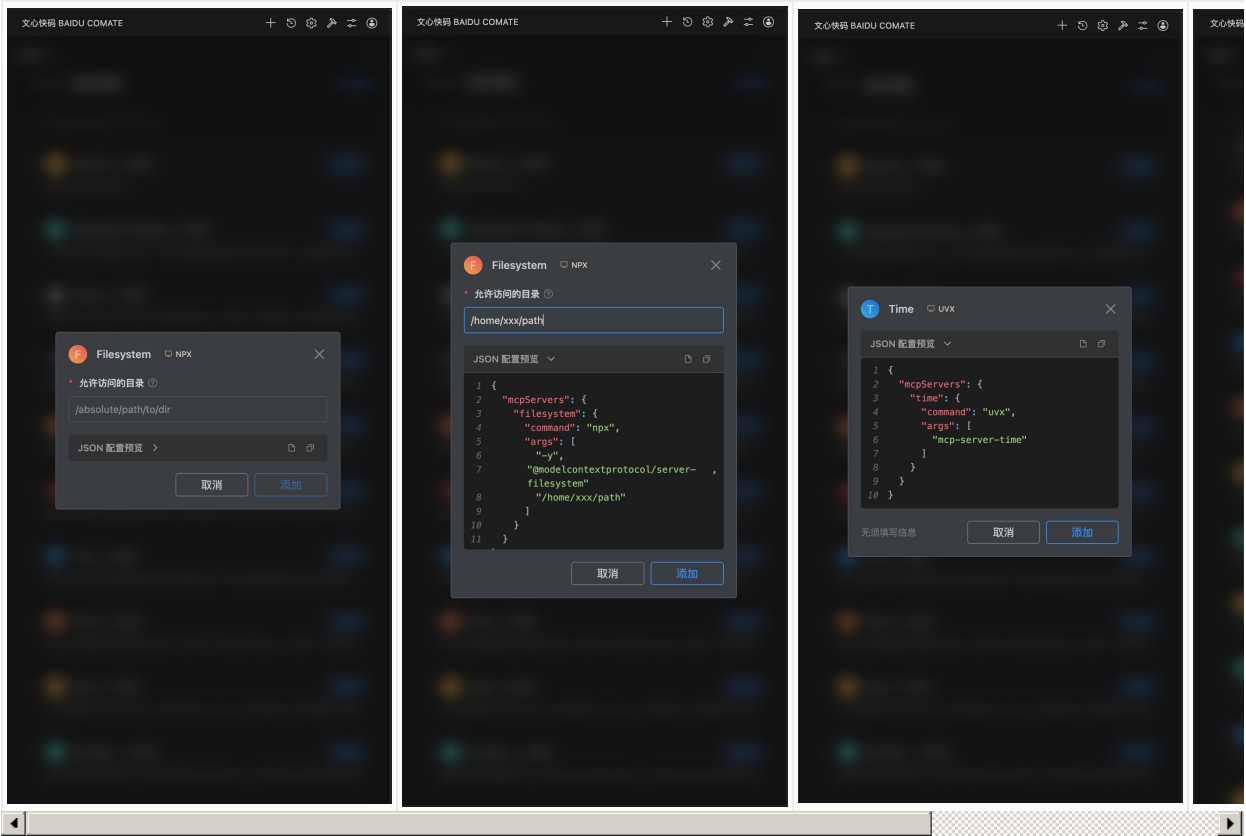 文心快码 BAIDU COMATE
F Filesystem NPX
* 允许访问的目录
/absolute/path/to/dir
JSON 配置预览
取消 添加
文心快码 BAIDU COMATE
F Filesystem NPX
* 允许访问的目录
/home/xxx/path
JSON 配置预览
1 {
2 "mcpServers": {
3 "filesystem": {
4 "command": "npx",
5 "args": [
6 "-y",
7 "@modelcontextprotocol/server- ,
filesystem"
8 "/home/xxx/path"
9 ]
10 }
11 }
取消 添加
文心快码 BAIDU COMATE
T Time UVX
JSON 配置预览
1 {
2 "mcpServers": {
3 "time": {
4 "command": "uvx",
5 "args": [
6 "mcp-server-time"
7 ]
8 }
9 }
10 }
无须填写信息 取消 添加
文心快码